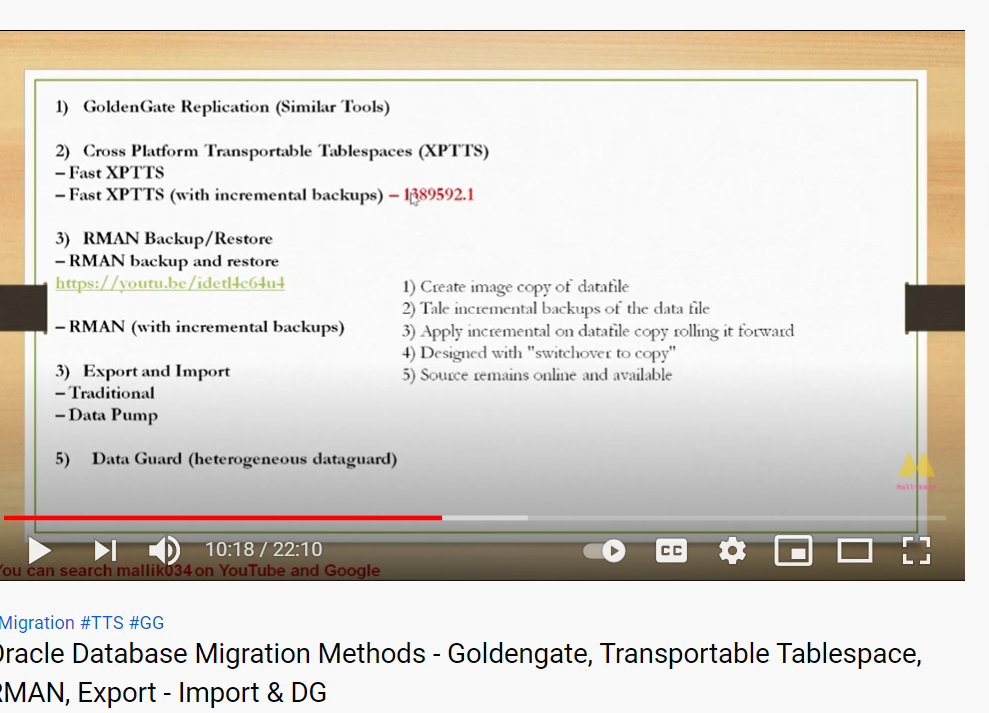 1) GoldenGate Replication (Similar Tools)
2) Cross Platform Transportable Tablespaces (XPTTS)
– Fast XPTTS
– Fast XPTTS (with incremental backups) – 1389592.1
3) RMAN Backup/Restore
– RMAN backup and restore
https://youtu.be/idetl4c64u4
– RMAN (with incremental backups)
3) Export and Import
– Traditional
– Data Pump
5) Data Guard (heterogeneous dataguard)
1) Create image copy of datafile
2) Tale incremental backups of the data file
3) Apply incremental on datafile copy rolling it forward
4) Designed with "switchover to copy"
5) Source remains online and available
10:18 / 22:10
CC
You can search mallik034 on YouTube and Google
Migration #TTS #GG
Oracle Database Migration Methods - Goldengate, Transportable Tablespace,
RMAN, Export - Import & DG